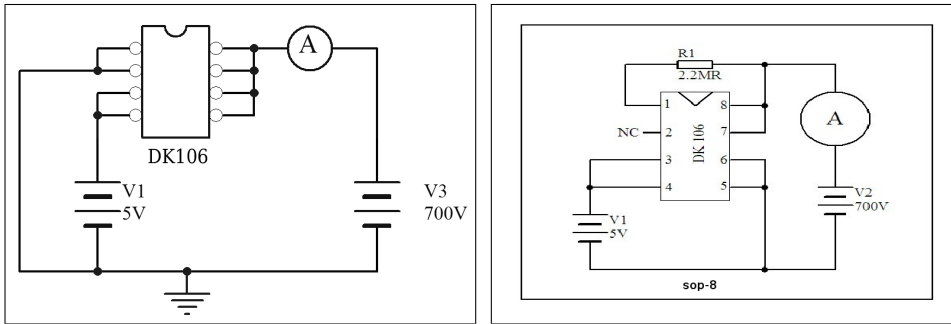 A
DK106
V1
5V
V3
700V
R1
2.2MR
1
2
3
4
8
7
6
5
NC
DK 106
A
V1
5V
V2
700V
sop-8